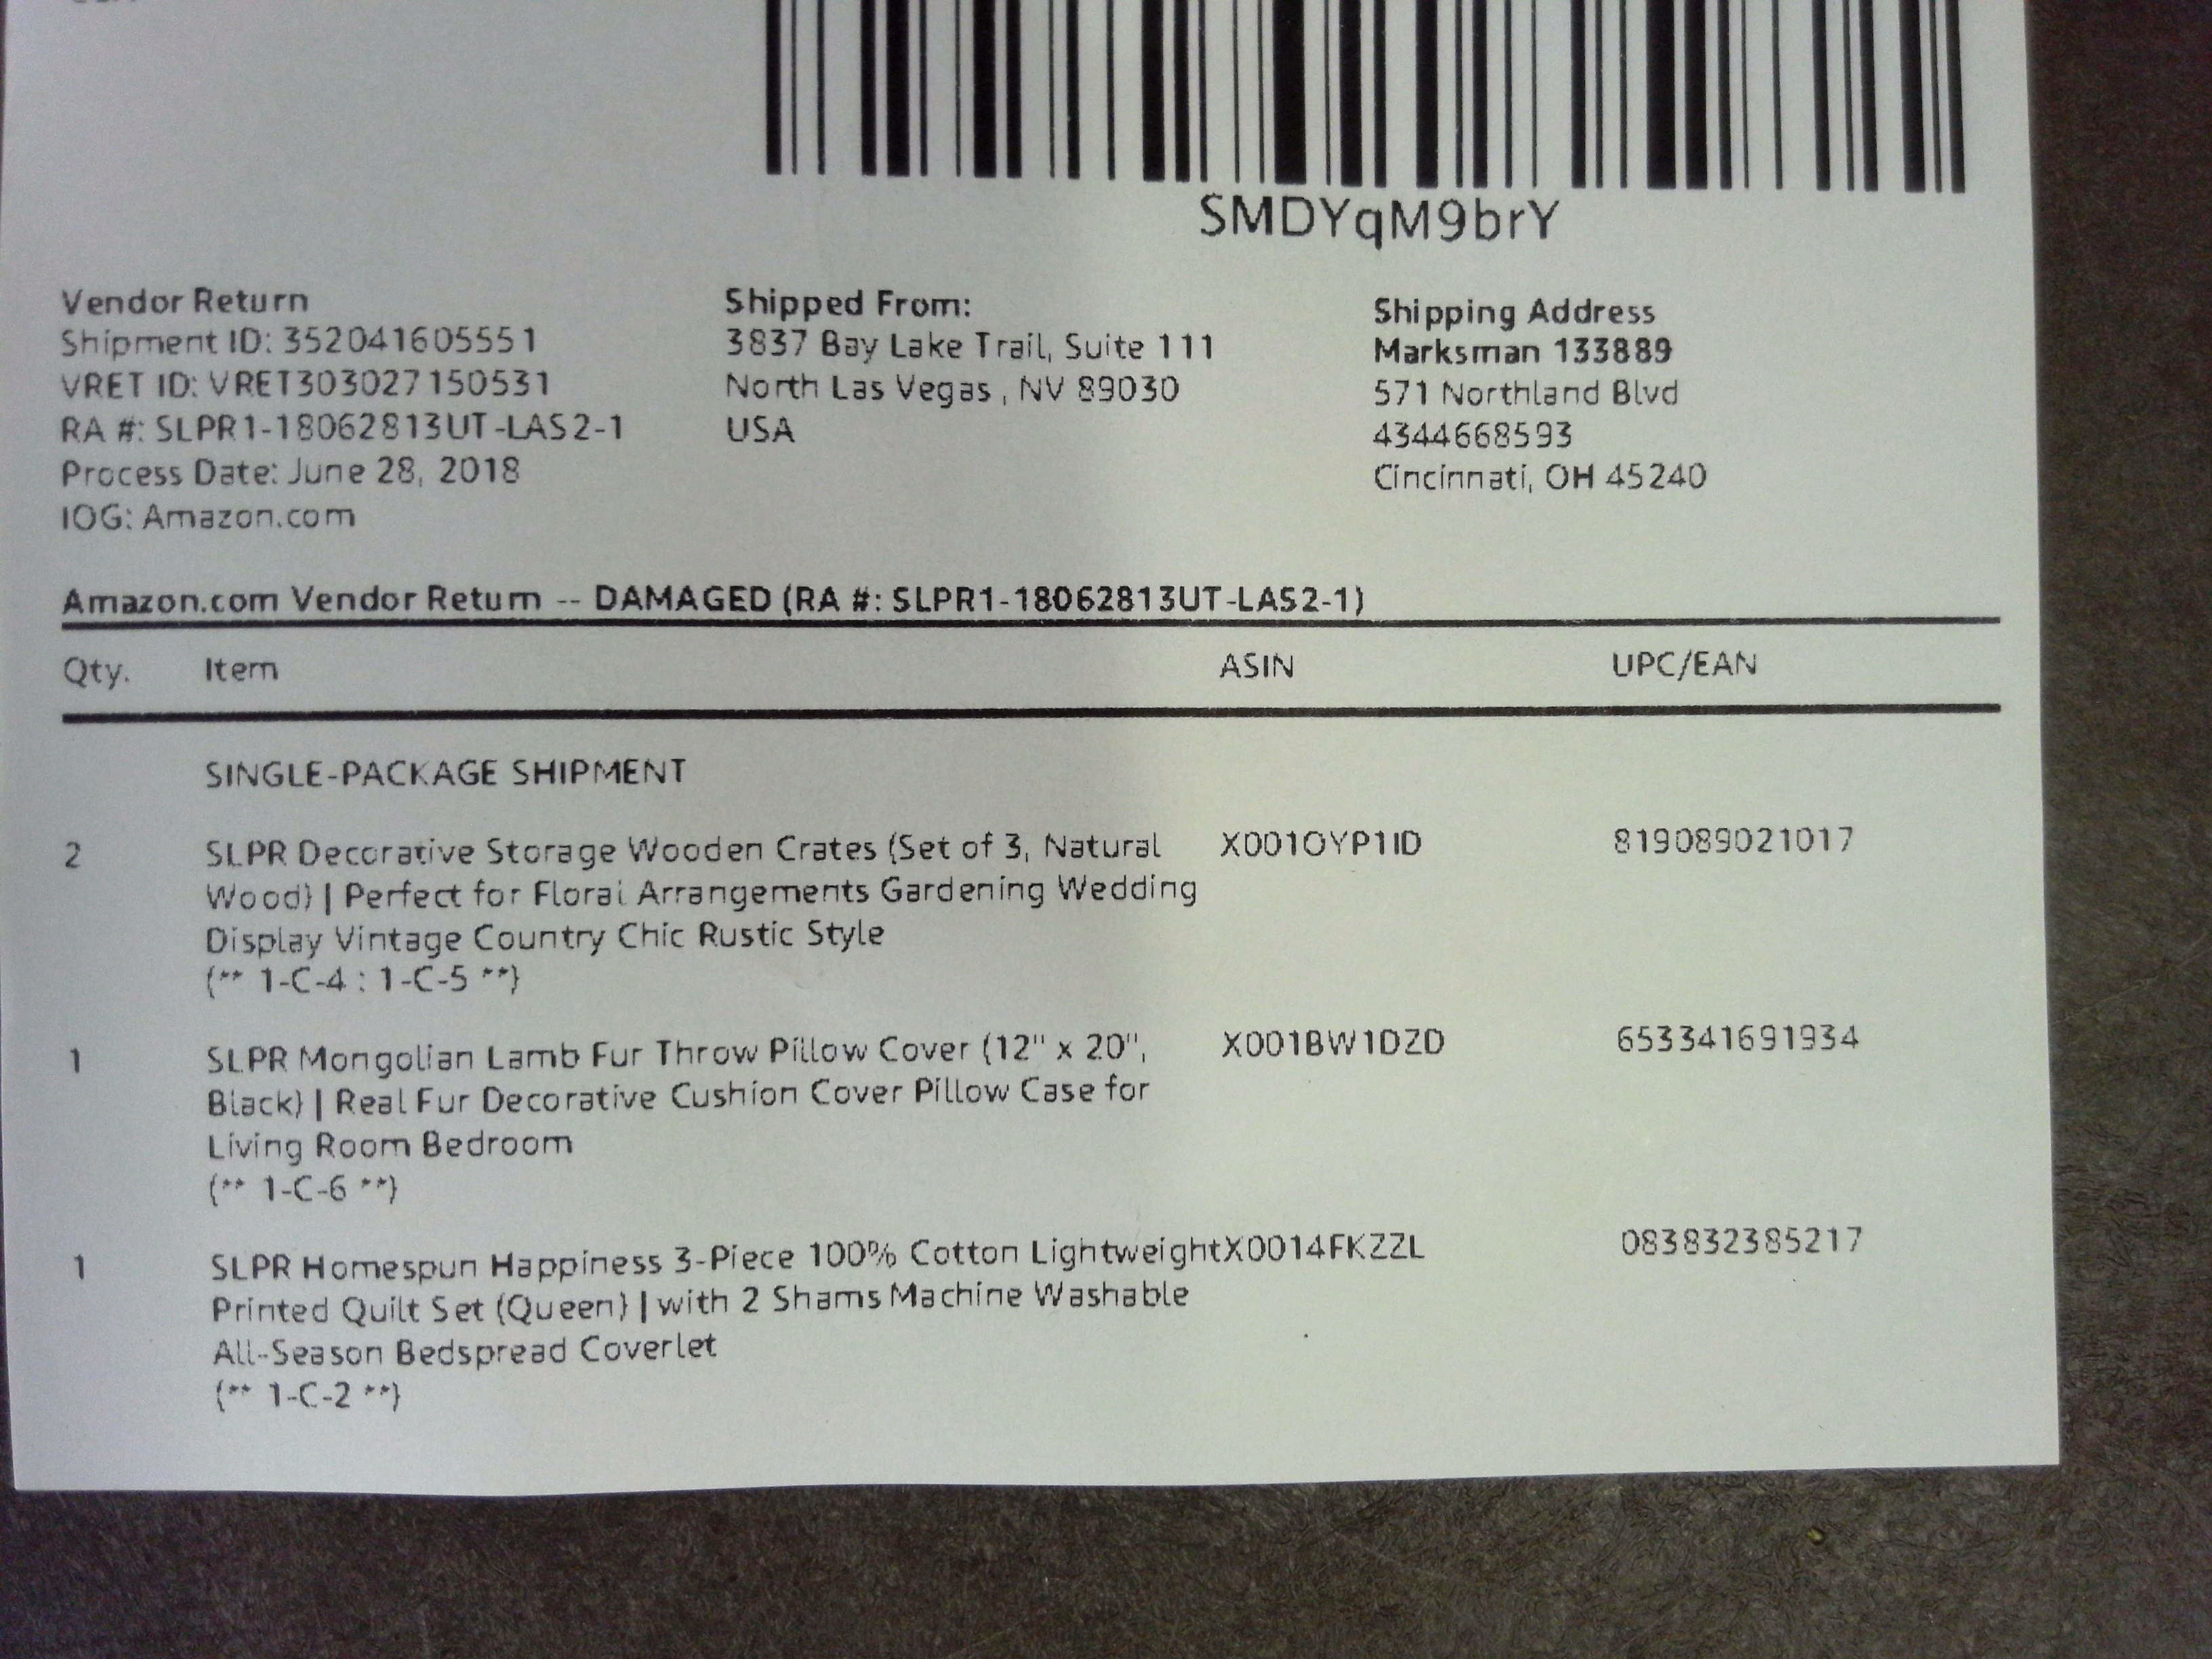 SMDYqM9brY
Vendor Return
Shipment ID: 352041605551
VRET ID: VRET303027150531
RA #: SLPR1-18062813UT-LAS2-1
Process Date: June 28, 2018
IOG: Amazon.com
Shipped From:
3837 Bay Lake Trail, Suite 111
North Las Vegas , NV 89030
USA
Shipping Address
Marksman 133889
571 Northland Blvd
4344668593
Cincinnati, OH 45240
Amazon.com Vendor Return -- DAMAGED (RA #: SLPR1-18062813UT-LAS2-1)
Qty. Item ASIN UPC/EAN
SINGLE-PACKAGE SHIPMENT
2 SLPR Decorative Storage Wooden Crates (Set of 3, Natural X001OYP1ID 819089021017
Wood) | Perfect for Floral Arrangements Gardening Wedding
Display Vintage Country Chic Rustic Style
(** 1-C-4 : 1-C-5 **)
1 SLPR Mongolian Lamb Fur Throw Pillow Cover (12" x 20", X001BW1DZD 653341691934
Black) | Real Fur Decorative Cushion Cover Pillow Case for
Living Room Bedroom
(** 1-C-6 **)
1 SLPR Homespun Happiness 3-Piece 100% Cotton Lightweight X0014FKZZL 083832385217
Printed Quilt Set (Queen) | with 2 Shams Machine Washable
All-Season Bedspread Coverlet
(** 1-C-2 **)